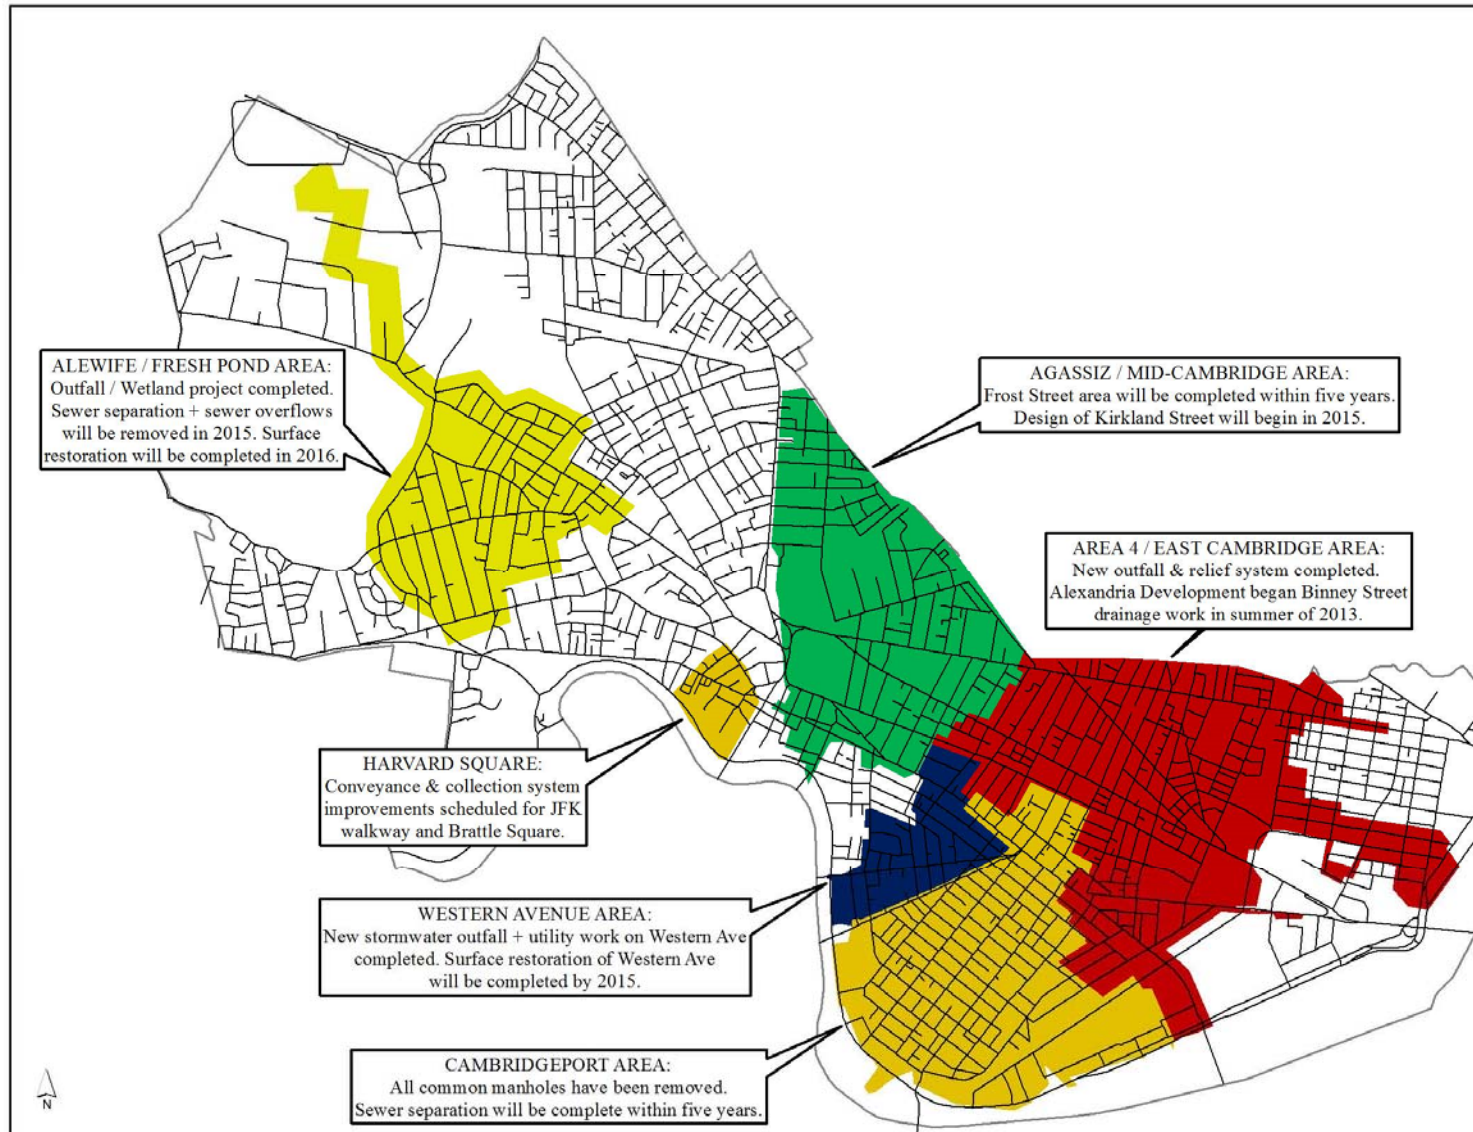 ALEWIFE / FRESH POND AREA:
Outfall / Wetland project completed.
Sewer separation + sewer overflows
will be removed in 2015. Surface
restoration will be completed in 2016.
AGASSIZ / MID-CAMBRIDGE AREA:
Frost Street area will be completed within five years.
Design of Kirkland Street will begin in 2015.
AREA 4 / EAST CAMBRIDGE AREA:
New outfall & relief system completed.
Alexandria Development began Binney Street
drainage work in summer of 2013.
HARVARD SQUARE:
Conveyance & collection system
improvements scheduled for JFK
walkway and Brattle Square.
WESTERN AVENUE AREA:
New stormwater outfall + utility work on Western Ave
completed. Surface restoration of Western Ave
will be completed by 2015.
CAMBRIDGEPORT AREA:
All common manholes have been removed.
Sewer separation will be complete within five years.
N